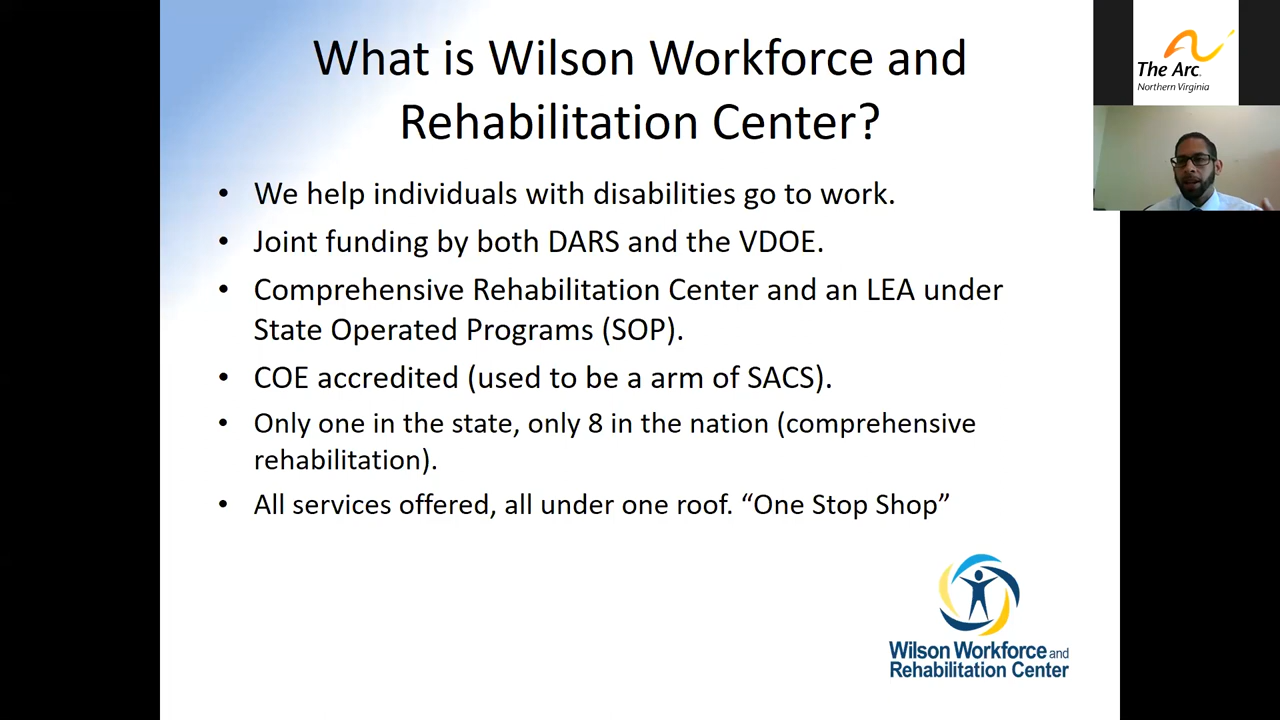 What is Wilson Workforce and
Rehabilitation Center?
• We help individuals with disabilities go to work.
• Joint funding by both DARS and the VDOE.
• Comprehensive Rehabilitation Center and an LEA under
State Operated Programs (SOP).
• COE accredited (used to be a arm of SACS).
• Only one in the state, only 8 in the nation (comprehensive
rehabilitation).
• All services offered, all under one roof. “One Stop Shop”
Wilson Workforce and
Rehabilitation Center
The Arc.
Northern Virginia